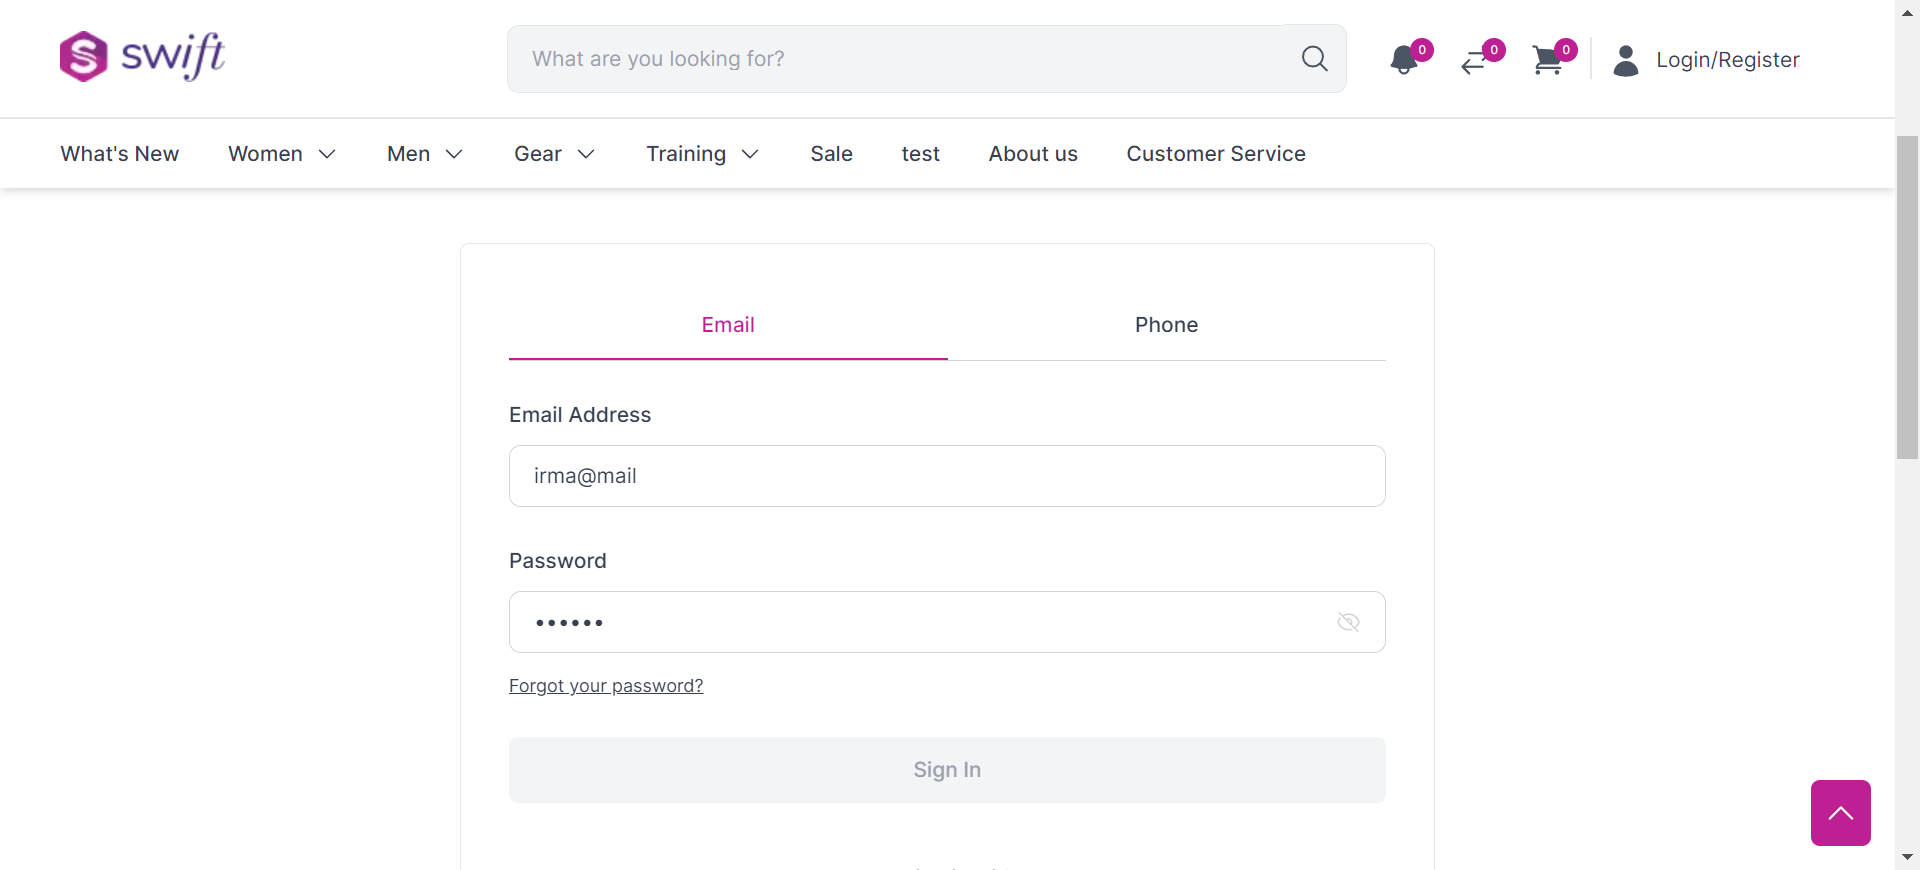 swift
What are you looking for?
0
0
0
Login/Register
What's New
Women
Men
Gear
Training
Sale
test
About us
Customer Service
Email
Phone
Email Address
irma@mail
Password
••••••
Forgot your password?
Sign In